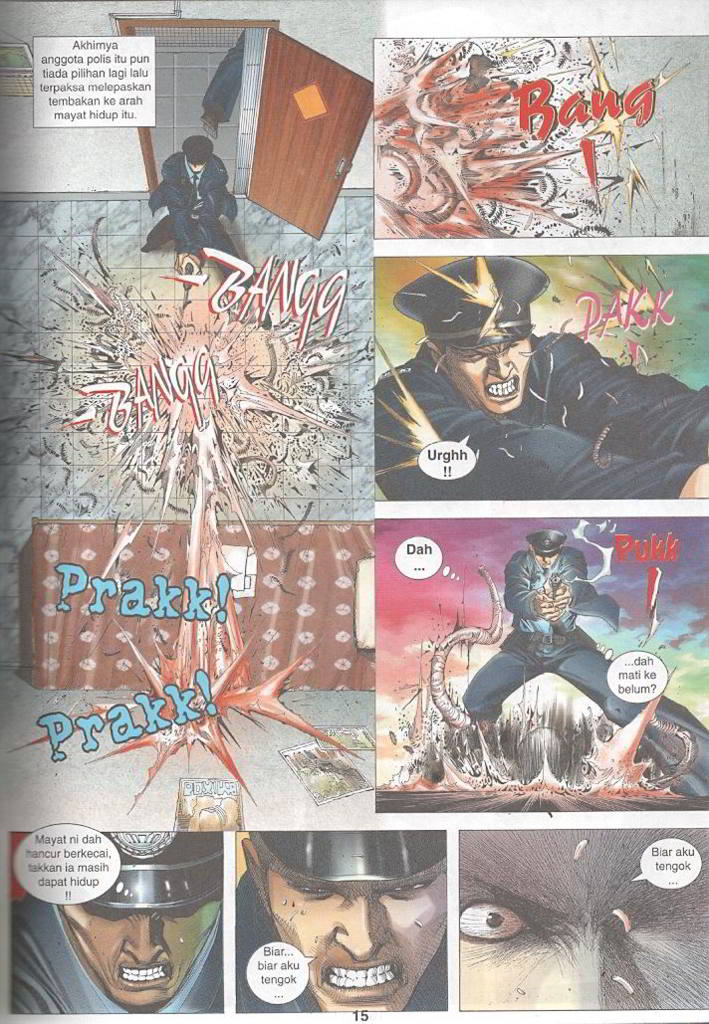 Akhirnya
anggota polis itu pun
tiada pilihan lagi lalu
terpaksa melepaskan
tembakan ke arah
mayat hidup itu.
BANGG
BANGG
Prakk!
Prakk!
Bang
!
PAKK
!
Urghh
!!
Dah
...
PUKK
!
...dah
mati ke
belum?
Mayat ni dah
hancur berkecai,
takkan ia masih
dapat hidup
!!
Biar...
biar aku
tengok
...
Biar aku
tengok
...
15